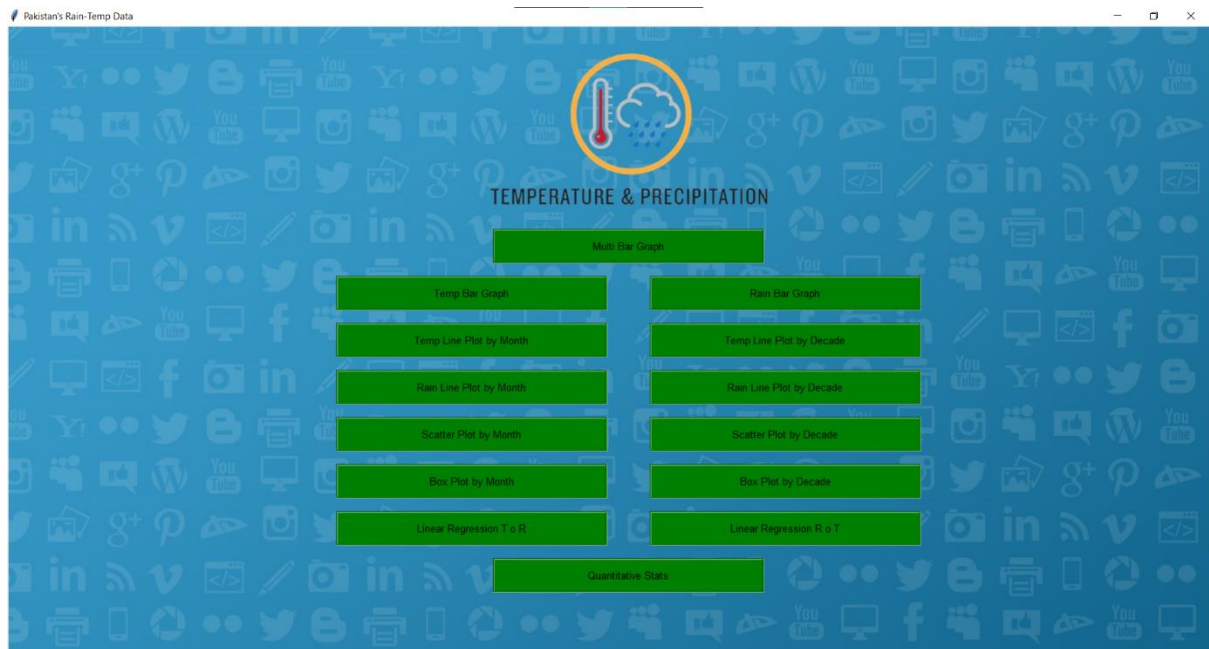 Pakistan's Rain-Temp Data
TEMPERATURE & PRECIPITATION
Multi Bar Graph
Temp Bar Graph
Rain Bar Graph
Temp Line Plot by Month
Temp Line Plot by Decade
Rain Line Plot by Month
Rain Line Plot by Decade
Scatter Plot by Month
Scatter Plot by Decade
Box Plot by Month
Box Plot by Decade
Linear Regression T o R
Linear Regression R o T
Quantitative Stats